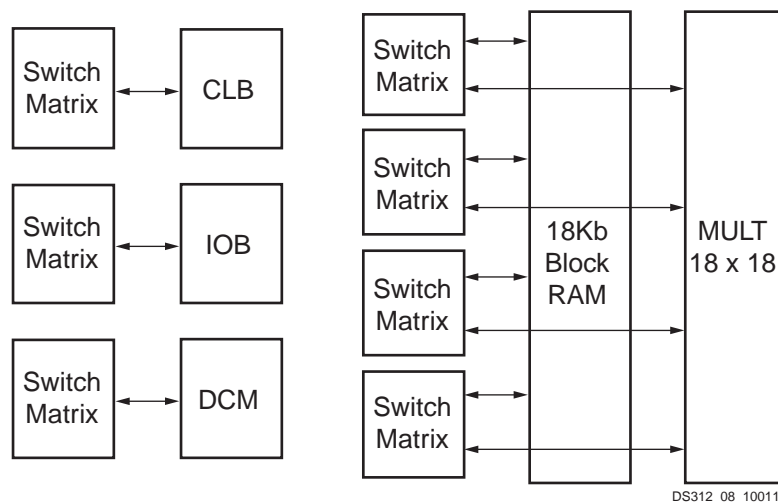 Switch
Matrix
CLB
Switch
Matrix
IOB
Switch
Matrix
DCM
Switch
Matrix
Switch
Matrix
Switch
Matrix
Switch
Matrix
18Kb
Block
RAM
MULT
18 x 18
DS312_08_10011